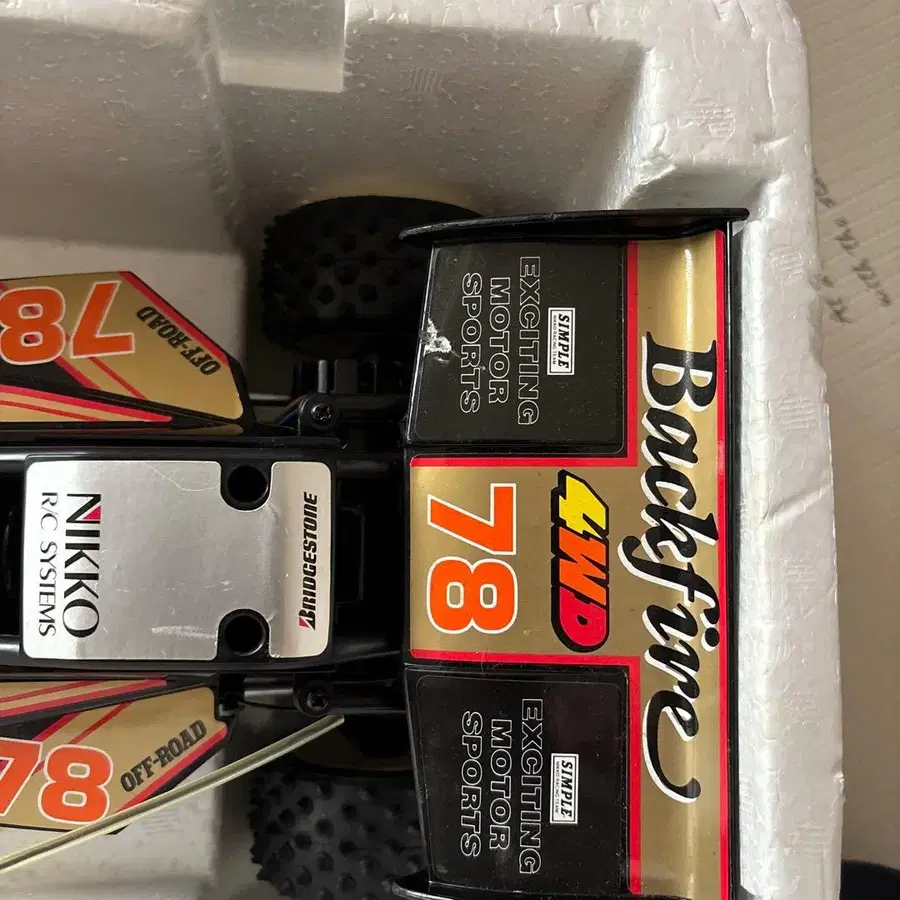 Backfire
4WD
78
EXCITING
MOTOR
SPORTS
SIMPLE
EXCITING
MOTOR
SPORTS
SIMPLE
BRIDGESTONE
NIKKO
R/C SYSTEMS
78
OFF-ROAD
78
OFF-ROAD